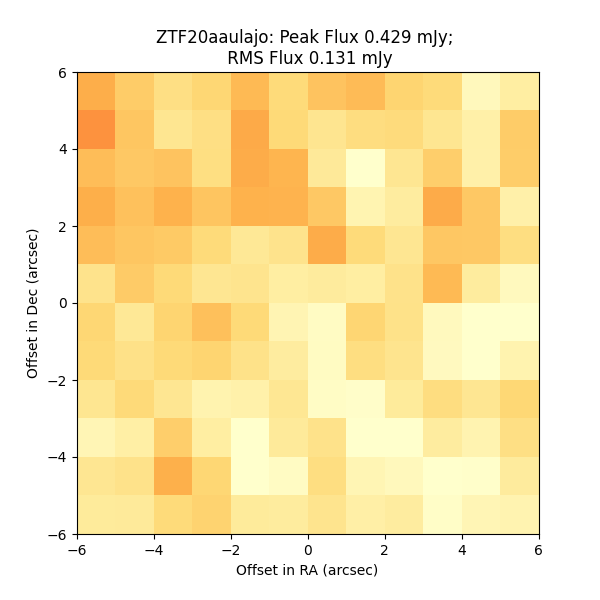 ZTF20aaulajo: Peak Flux 0.429 mJy;
RMS Flux 0.131 mJy
6
4
2
0
−2
−4
−6
Offset in Dec (arcsec)
−6 −4 −2 0 2 4 6
Offset in RA (arcsec)